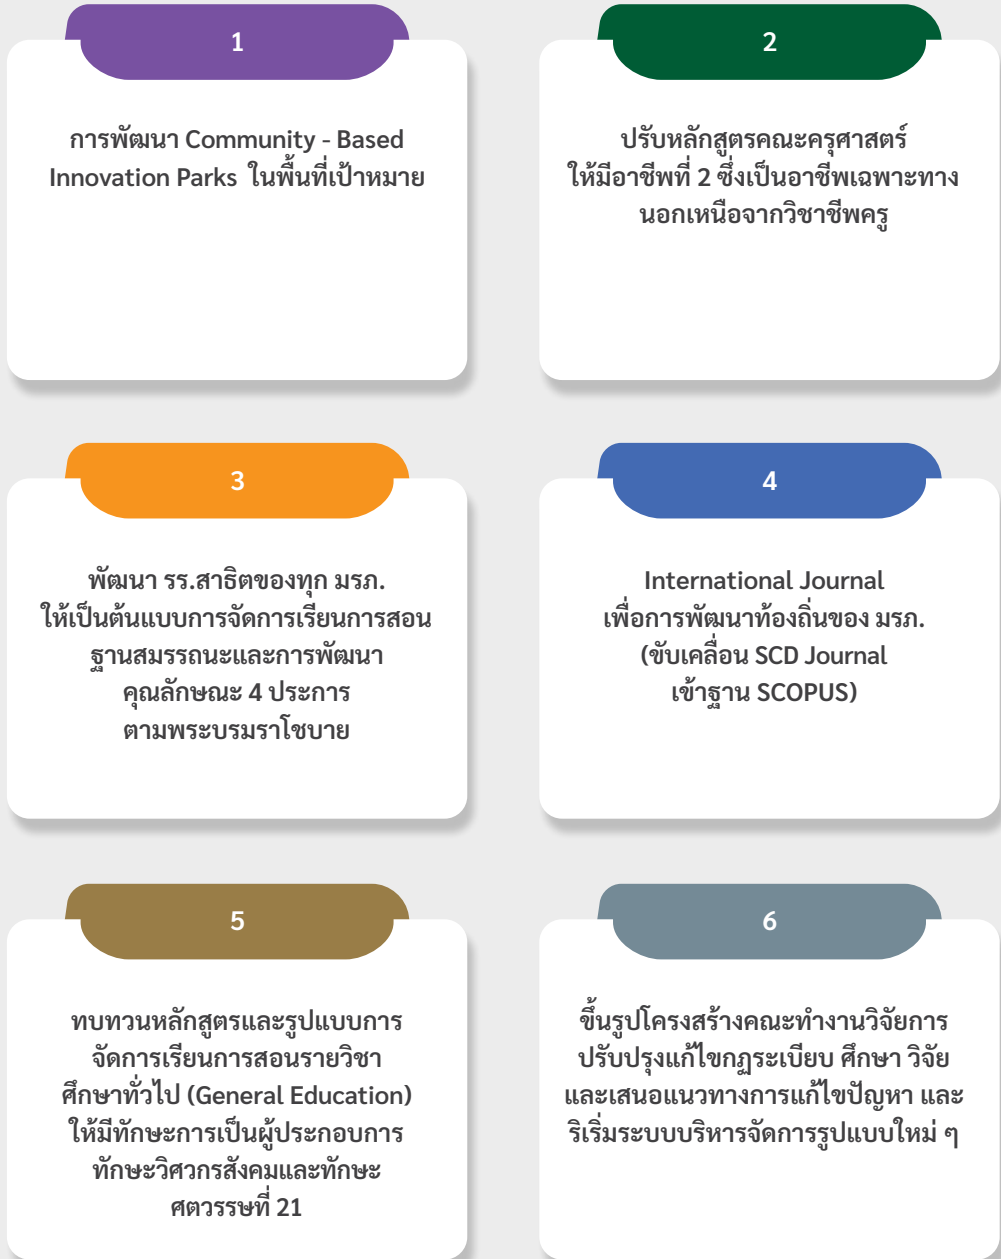 1
การพัฒนา Community - Based
Innovation Parks ในพื้นที่เป้าหมาย
2
ปรับหลักสูตรคณะครุศาสตร์
ให้มีอาชีพที่ 2 ซึ่งเป็นอาชีพเฉพาะทาง
นอกเหนือจากวิชาชีพครู
3
พัฒนา รร.สาธิตของทุก มรภ.
ให้เป็นต้นแบบการจัดการเรียนการสอน
ฐานสมรรถนะและการพัฒนา
คุณลักษณะ 4 ประการ
ตามพระบรมราโชบาย
4
International Journal
เพื่อการพัฒนาท้องถิ่นของ มรภ.
(ขับเคลื่อน SCD Journal
เข้าฐาน SCOPUS)
5
ทบทวนหลักสูตรและรูปแบบการ
จัดการเรียนการสอนรายวิชา
ศึกษาทั่วไป (General Education)
ให้มีทักษะการเป็นผู้ประกอบการ
ทักษะวิศวกรสังคมและทักษะ
ศตวรรษที่ 21
6
ขึ้นรูปโครงสร้างคณะทำงานวิจัยการ
ปรับปรุงแก้ไขกฎระเบียบ ศึกษา วิจัย
และเสนอแนวทางการแก้ไขปัญหา และ
ริเริ่มระบบบริหารจัดการรูปแบบใหม่ ๆ